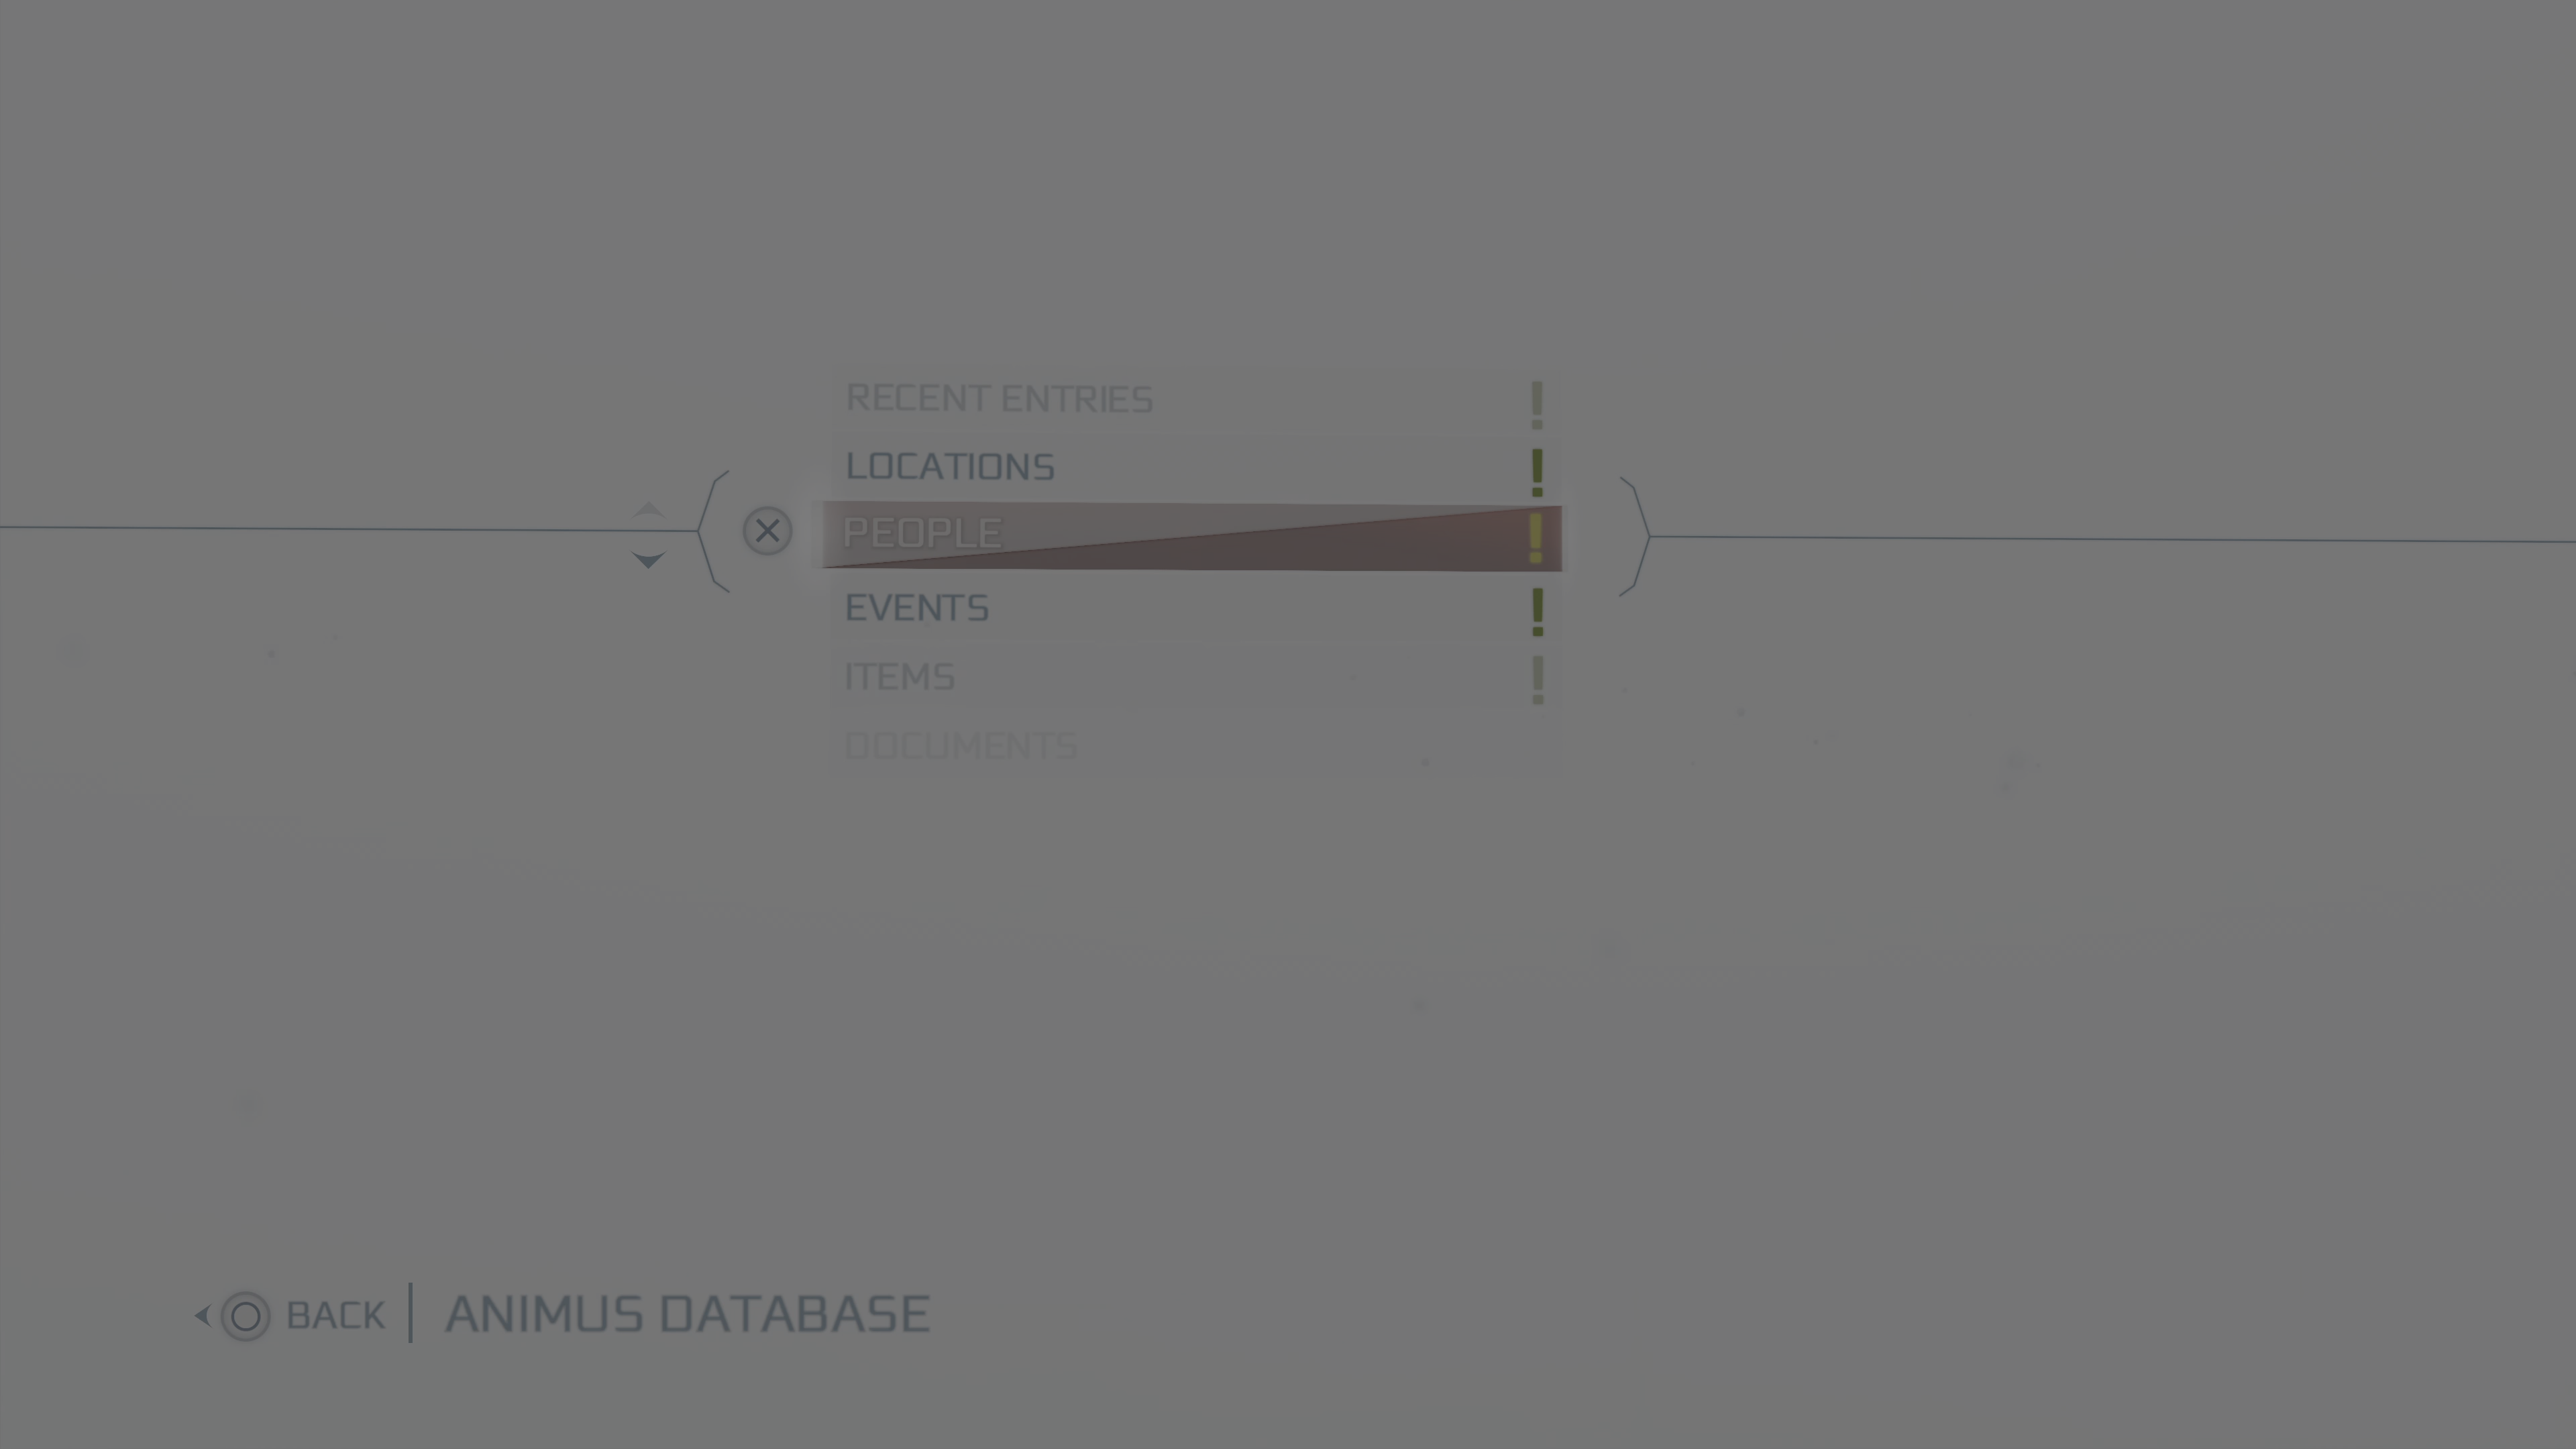 RECENT ENTRIES !
LOCATIONS !
PEOPLE !
EVENTS !
ITEMS !
DOCUMENTS
BACK | ANIMUS DATABASE